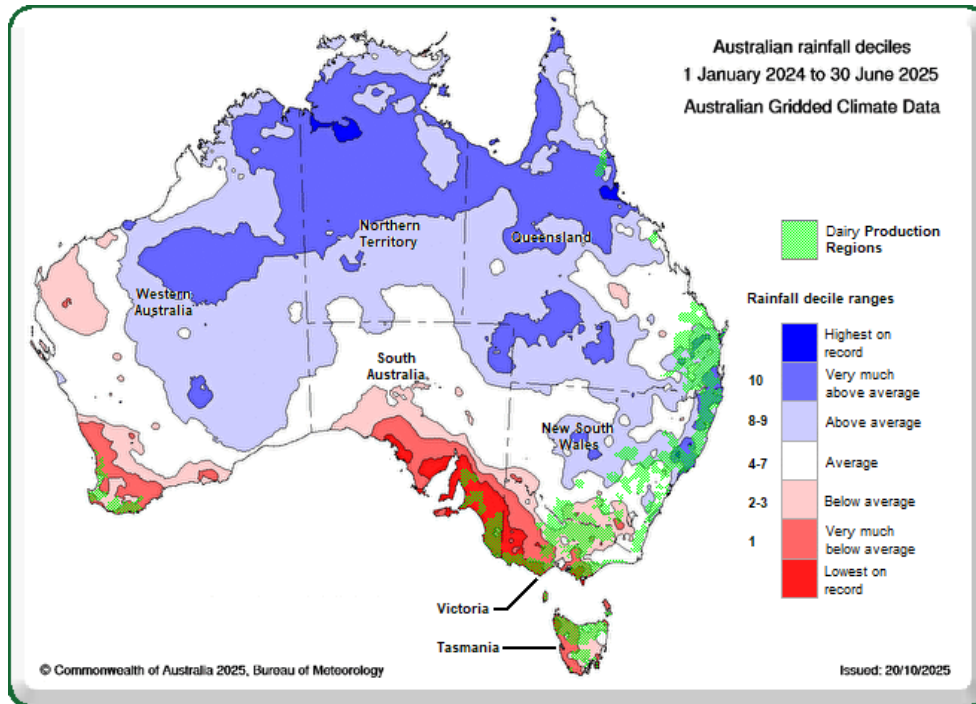 Australian rainfall deciles
1 January 2024 to 30 June 2025
Australian Gridded Climate Data
Northern
Territory
Queensland
Western
Australia
South
Australia
New South
Wales
Victoria
Tasmania
Dairy Production
Regions
Rainfall decile ranges
Highest on
record
10 Very much
above average
8-9 Above average
4-7 Average
2-3 Below average
1 Very much
below average
Lowest on
record
© Commonwealth of Australia 2025, Bureau of Meteorology
Issued: 20/10/2025